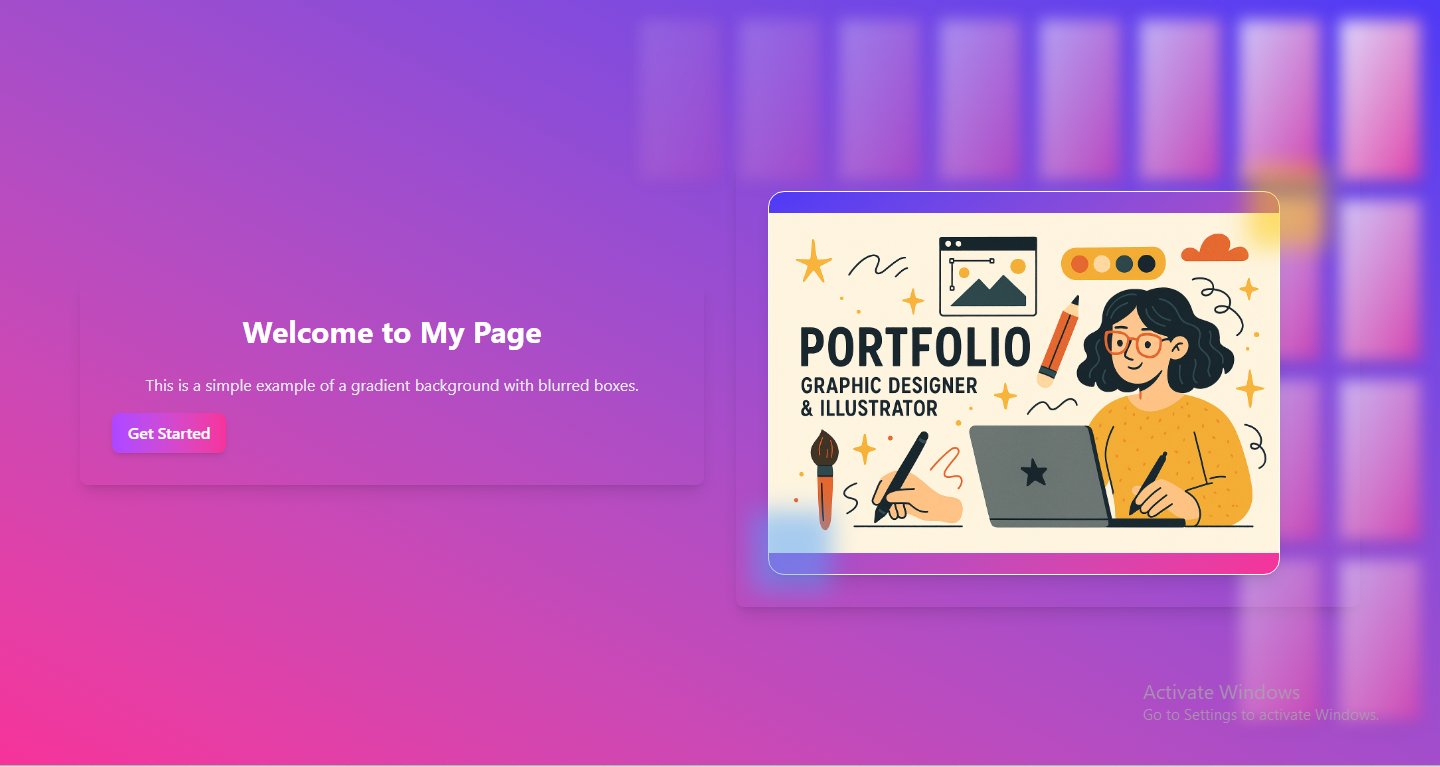 Welcome to My Page
This is a simple example of a gradient background with blurred boxes.
Get Started
PORTFOLIO
GRAPHIC DESIGNER
& ILLUSTRATOR
Activate Windows
Go to Settings to activate Windows.